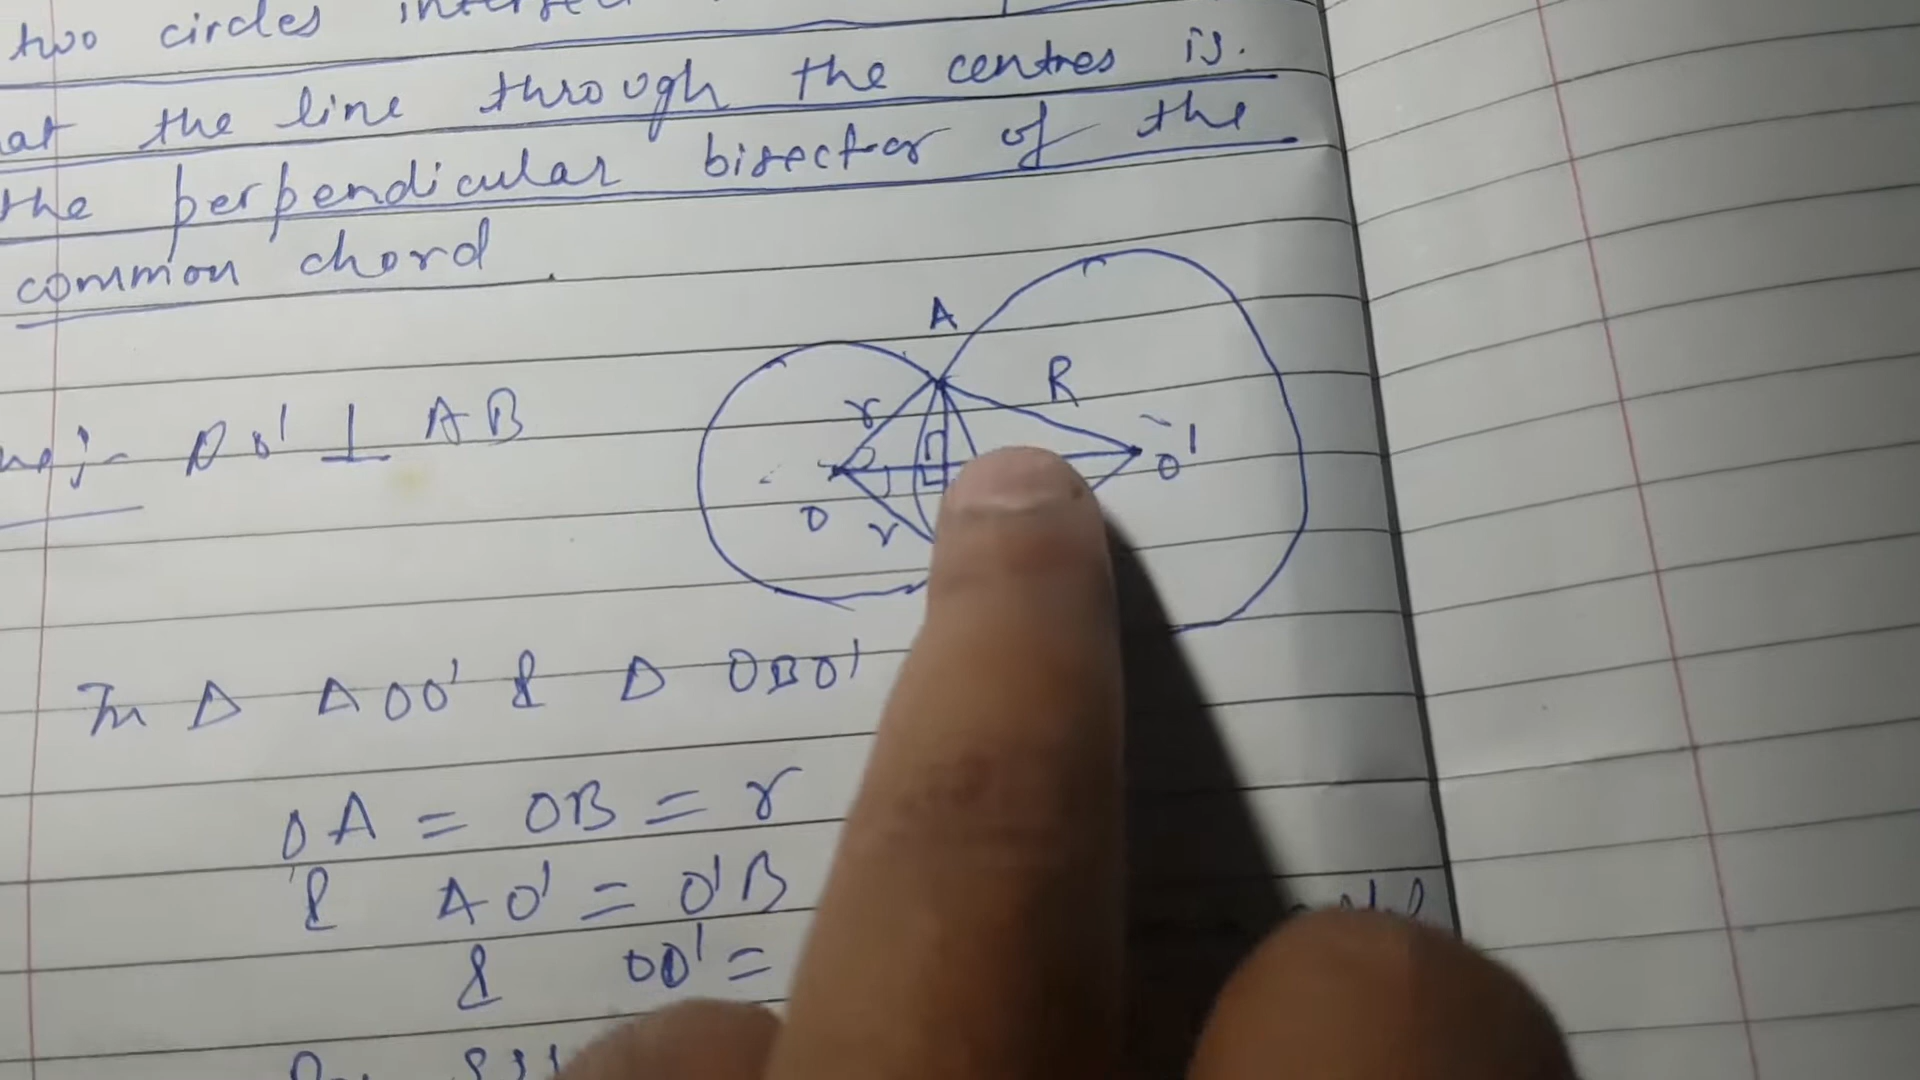 two circles
at the line through the centres is.
the perpendicular bisector of the
common chord.
A
R
r
OO' ⊥ AB
O'
O
r
In Δ AOO' & Δ OBO'
OA = OB = r
& AO' = O'B
& OO' =